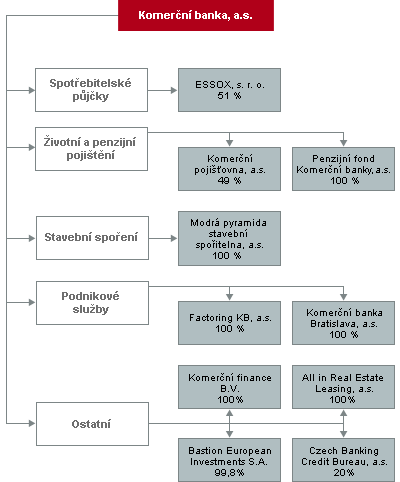 Komerční banka, a.s.
Spotřebitelské
půjčky
ESSOX, s. r. o.
51 %
Životní a penzijní
pojištění
Komerční
pojišťovna, a.s.
49 %
Penzijní fond
Komerční banky,a.s.
100 %
Stavební spoření
Modrá pyramida
stavební
spořitelna, a.s.
100 %
Podnikové
služby
Factoring KB, a.s.
100 %
Komerční banka
Bratislava, a.s.
100 %
Ostatní
Komerční finance
B.V.
100%
All in Real Estate
Leasing, a.s.
100%
Bastion European
Investments S.A.
99,8%
Czech Banking
Credit Bureau, a.s.
20%